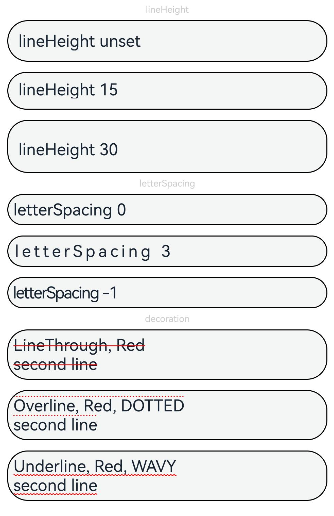 lineHeight
lineHeight unset
lineHeight 15
lineHeight 30
letterSpacing
letterSpacing 0
letterSpacing 3
letterSpacing -1
decoration
LineThrough, Red
second line
Overline, Red, DOTTED
second line
Underline, Red, WAVY
second line